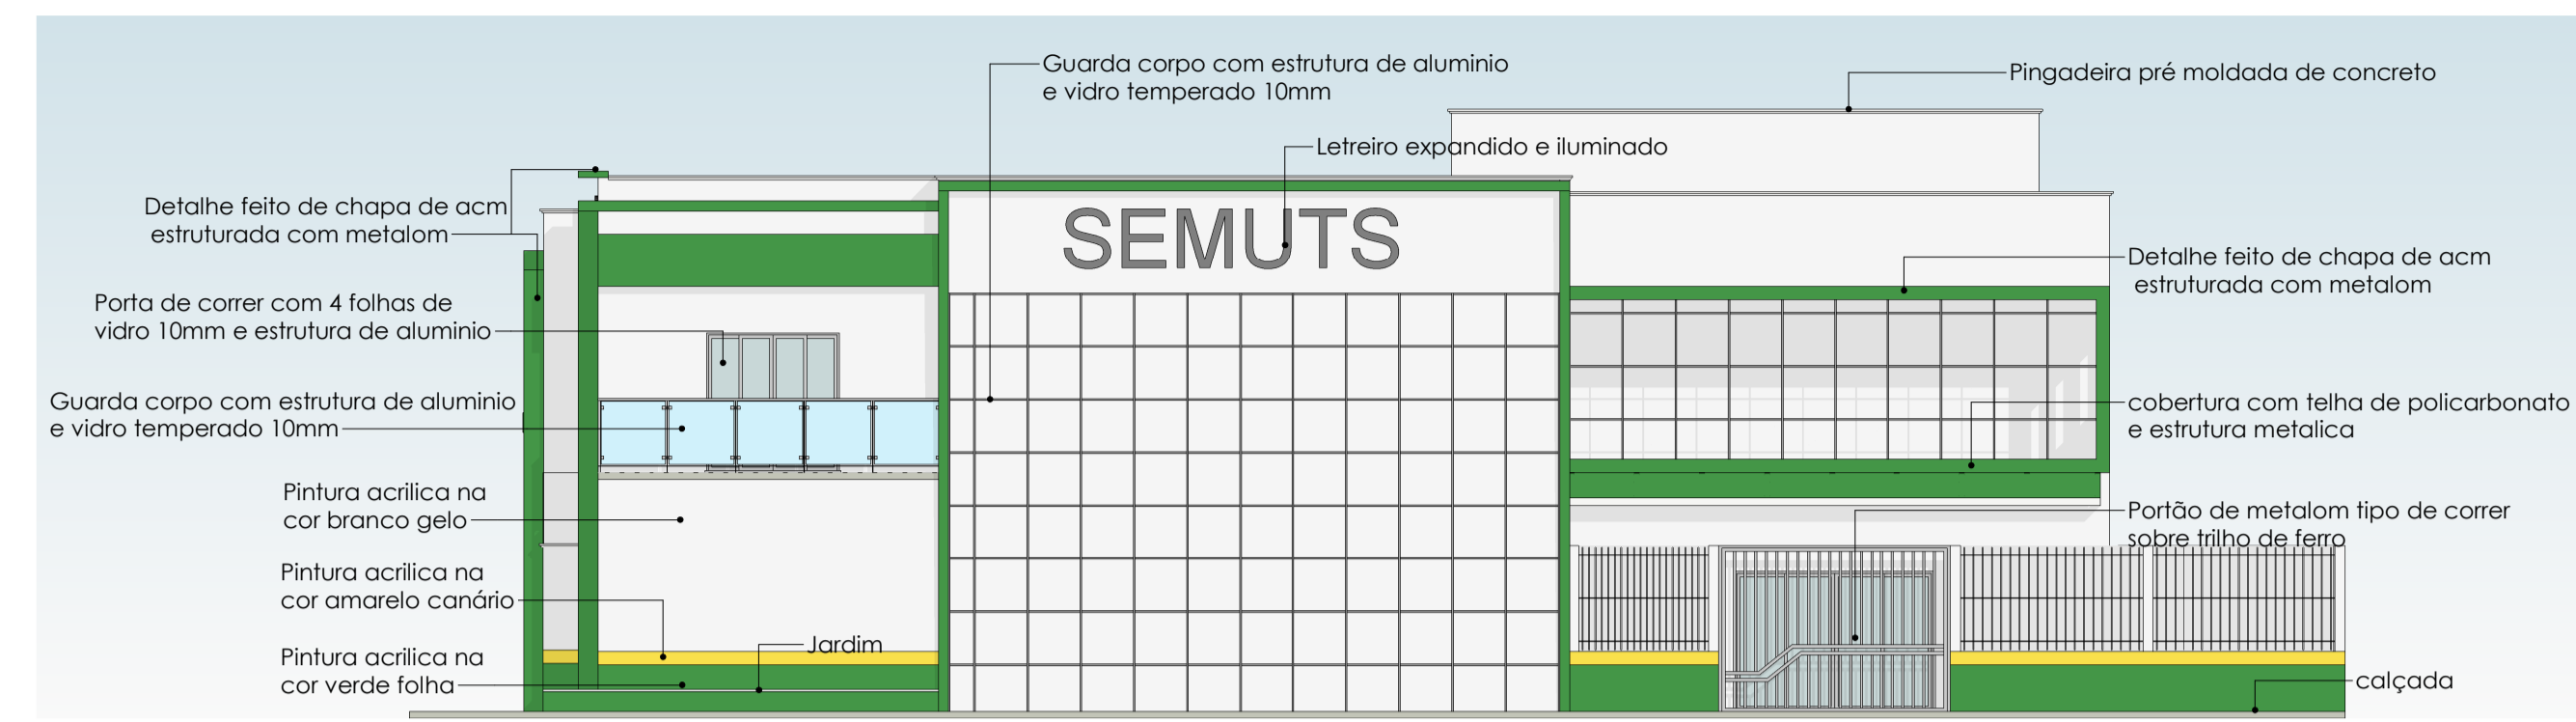 Guarda corpo com estrutura de aluminio
e vidro temperado 10mm
Pingadeira pré moldada de concreto
Letreiro expandido e iluminado
Detalhe feito de chapa de acm
estruturada com metalom
SEMUTS
Detalhe feito de chapa de acm
estruturada com metalom
Porta de correr com 4 folhas de
vidro 10mm e estrutura de aluminio
Guarda corpo com estrutura de aluminio
e vidro temperado 10mm
cobertura com telha de policarbonato
e estrutura metalica
Pintura acrilica na
cor branco gelo
Portão de metalom tipo de correr
sobre trilho de ferro
Pintura acrilica na
cor amarelo canário
Jardim
Pintura acrilica na
cor verde folha
calçada